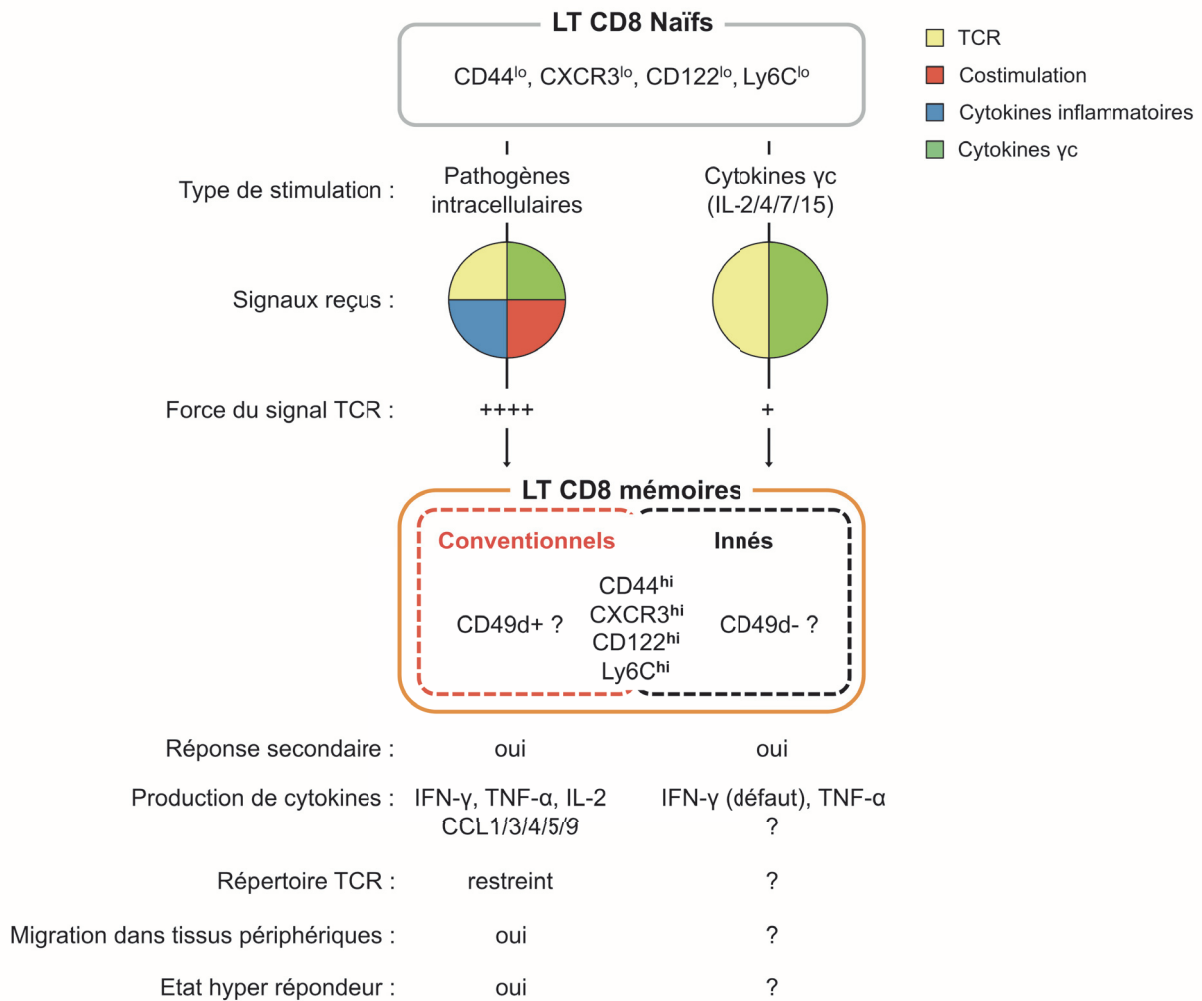 LT CD8 Naïfs
CD44lo, CXCR3lo, CD122lo, Ly6Clo
TCR
Costimulation
Cytokines inflammatoires
Cytokines γc
Type de stimulation :
Pathogènes
intracellulaires
Cytokines γc
(IL-2/4/7/15)
Signaux reçus :
Force du signal TCR :
++++
+
LT CD8 mémoires
Conventionnels
Innés
CD44hi
CXCR3hi
CD122hi
Ly6Chi
CD49d+ ?
CD49d- ?
Réponse secondaire :
oui
oui
Production de cytokines :
IFN-γ, TNF-α, IL-2
CCL1/3/4/5/9
IFN-γ (défaut), TNF-α
?
Répertoire TCR :
restreint
?
Migration dans tissus périphériques :
oui
?
Etat hyper répondeur :
oui
?